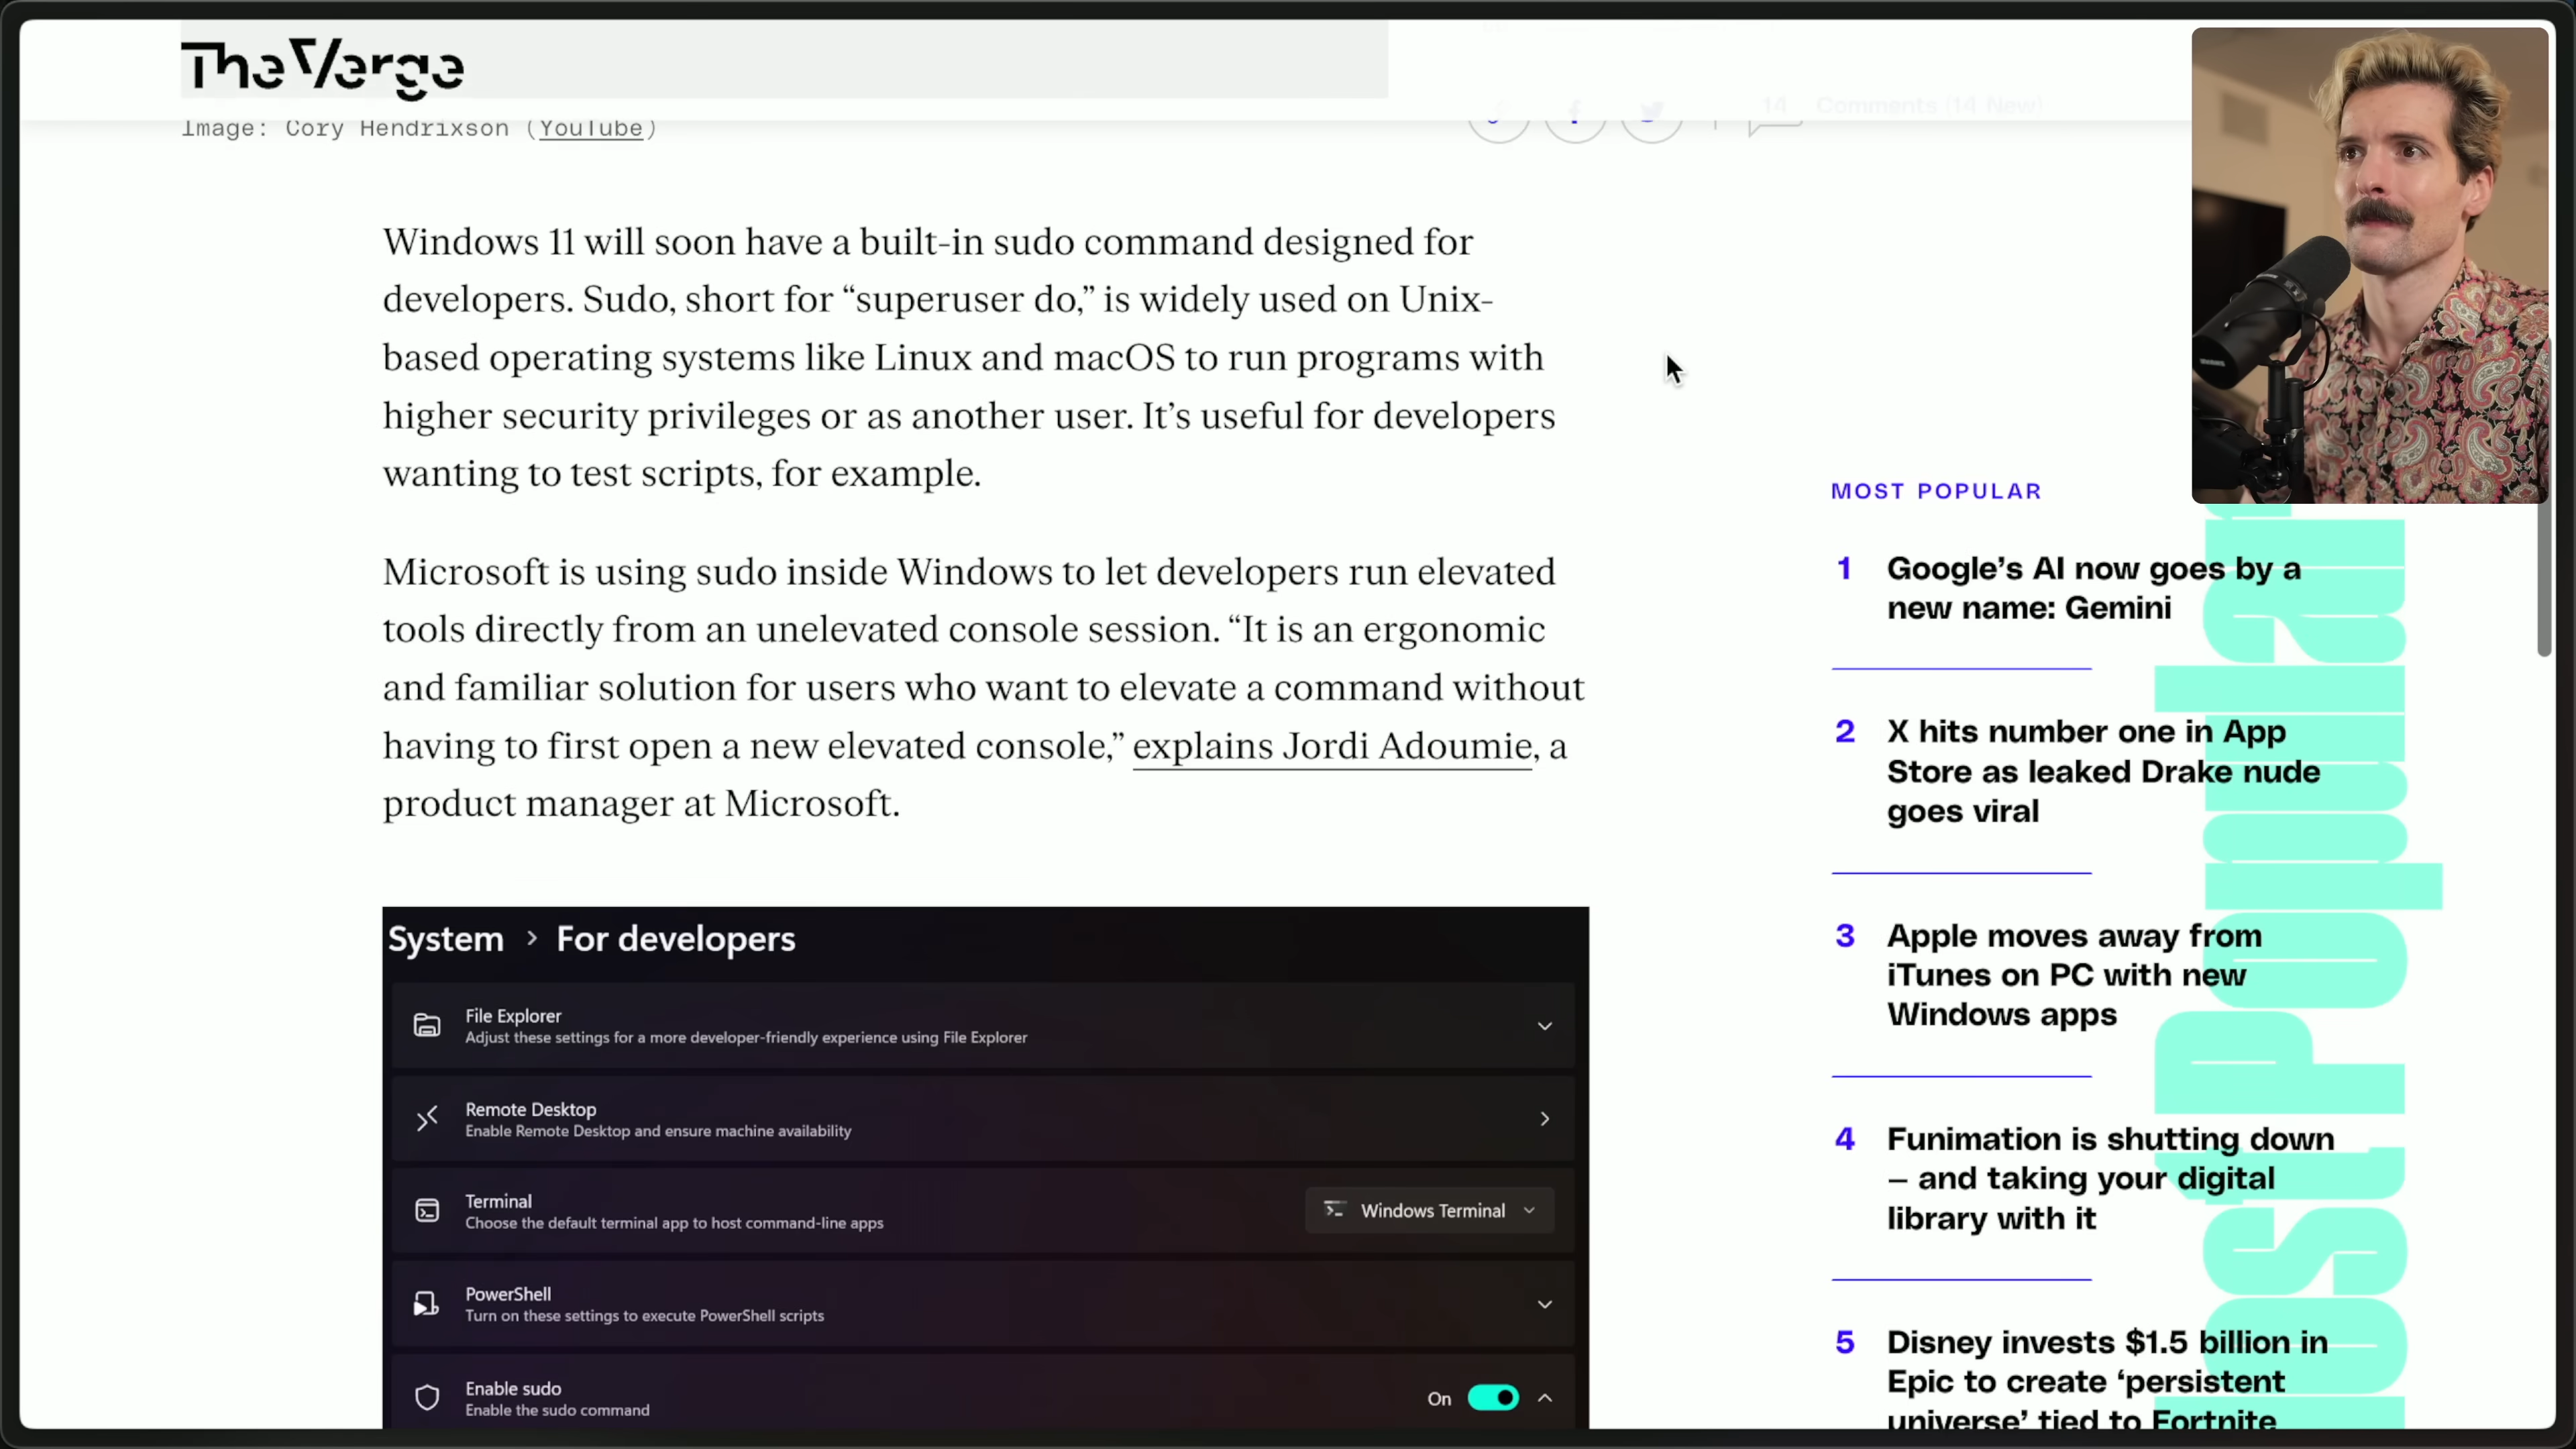 The Verge
Image: Cory Hendrixson (YouTube)
14 Comments (14 New)
Windows 11 will soon have a built-in sudo command designed for
developers. Sudo, short for “superuser do,” is widely used on Unix-
based operating systems like Linux and macOS to run programs with
higher security privileges or as another user. It’s useful for developers
wanting to test scripts, for example.
Microsoft is using sudo inside Windows to let developers run elevated
tools directly from an unelevated console session. “It is an ergonomic
and familiar solution for users who want to elevate a command without
having to first open a new elevated console,” explains Jordi Adoumie, a
product manager at Microsoft.
System > For developers
File Explorer
Adjust these settings for a more developer-friendly experience using File Explorer
Remote Desktop
Enable Remote Desktop and ensure machine availability
Terminal
Choose the default terminal app to host command-line apps
Windows Terminal
PowerShell
Turn on these settings to execute PowerShell scripts
Enable sudo
Enable the sudo command
On
MOST POPULAR
1 Google’s AI now goes by a
new name: Gemini
2 X hits number one in App
Store as leaked Drake nude
goes viral
3 Apple moves away from
iTunes on PC with new
Windows apps
4 Funimation is shutting down
— and taking your digital
library with it
5 Disney invests $1.5 billion in
Epic to create ‘persistent
universe’ tied to Fortnite
Most Popular